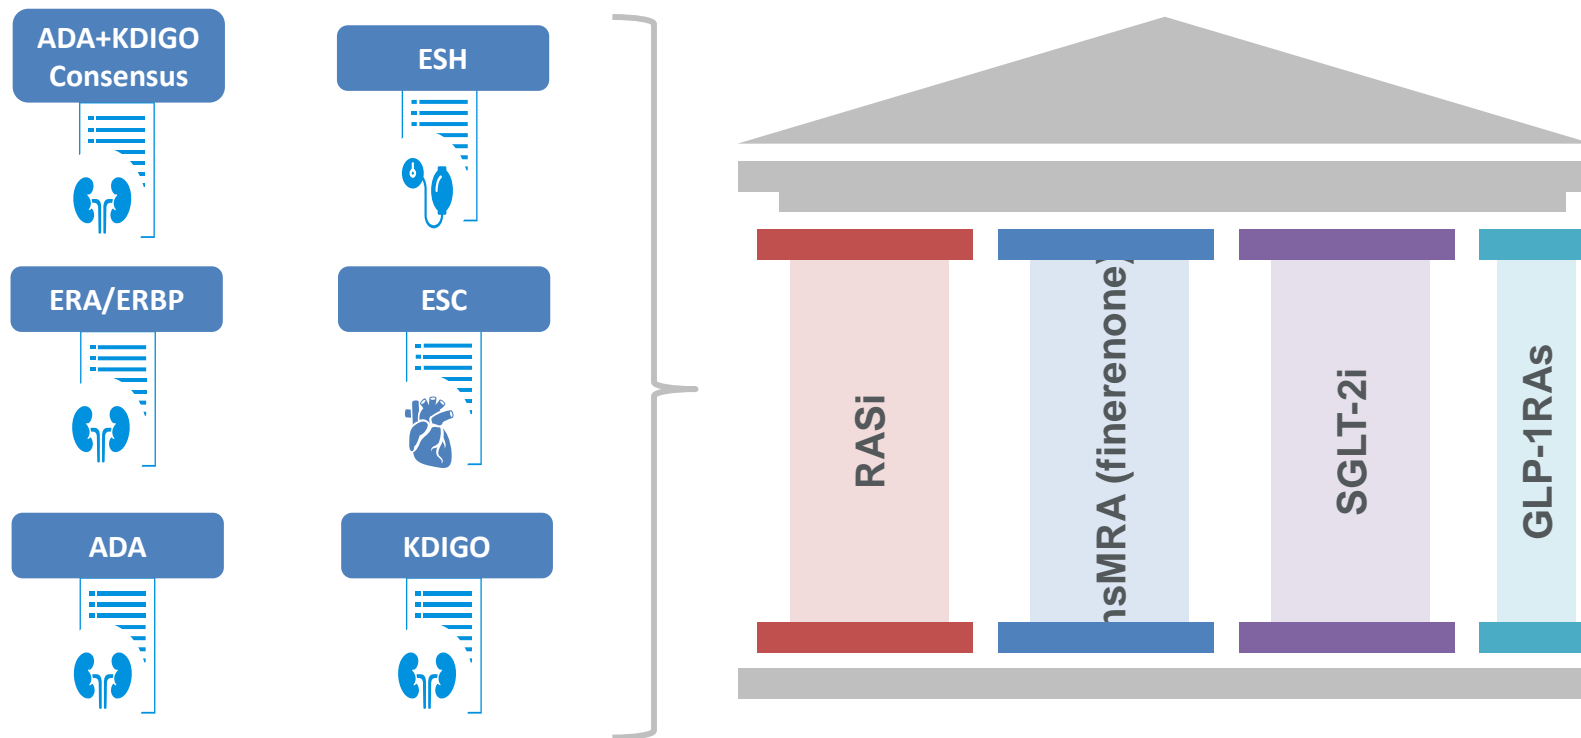 ADA+KDIGO
Consensus
ESH
ERA/ERBP
ESC
ADA
KDIGO
RASi
nsMRA (finerenone)
SGLT-2i
GLP-1RAs